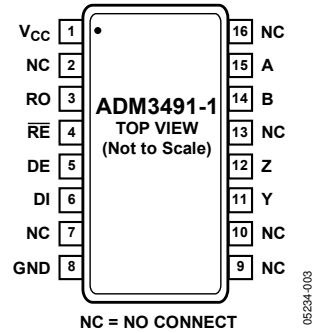 VCC 1 16 NC
NC 2 15 A
RO 3 14 B
RE 4 13 NC
DE 5 12 Z
DI 6 11 Y
NC 7 10 NC
GND 8 9 NC
ADM3491-1
TOP VIEW
(Not to Scale)
NC = NO CONNECT
05234-003